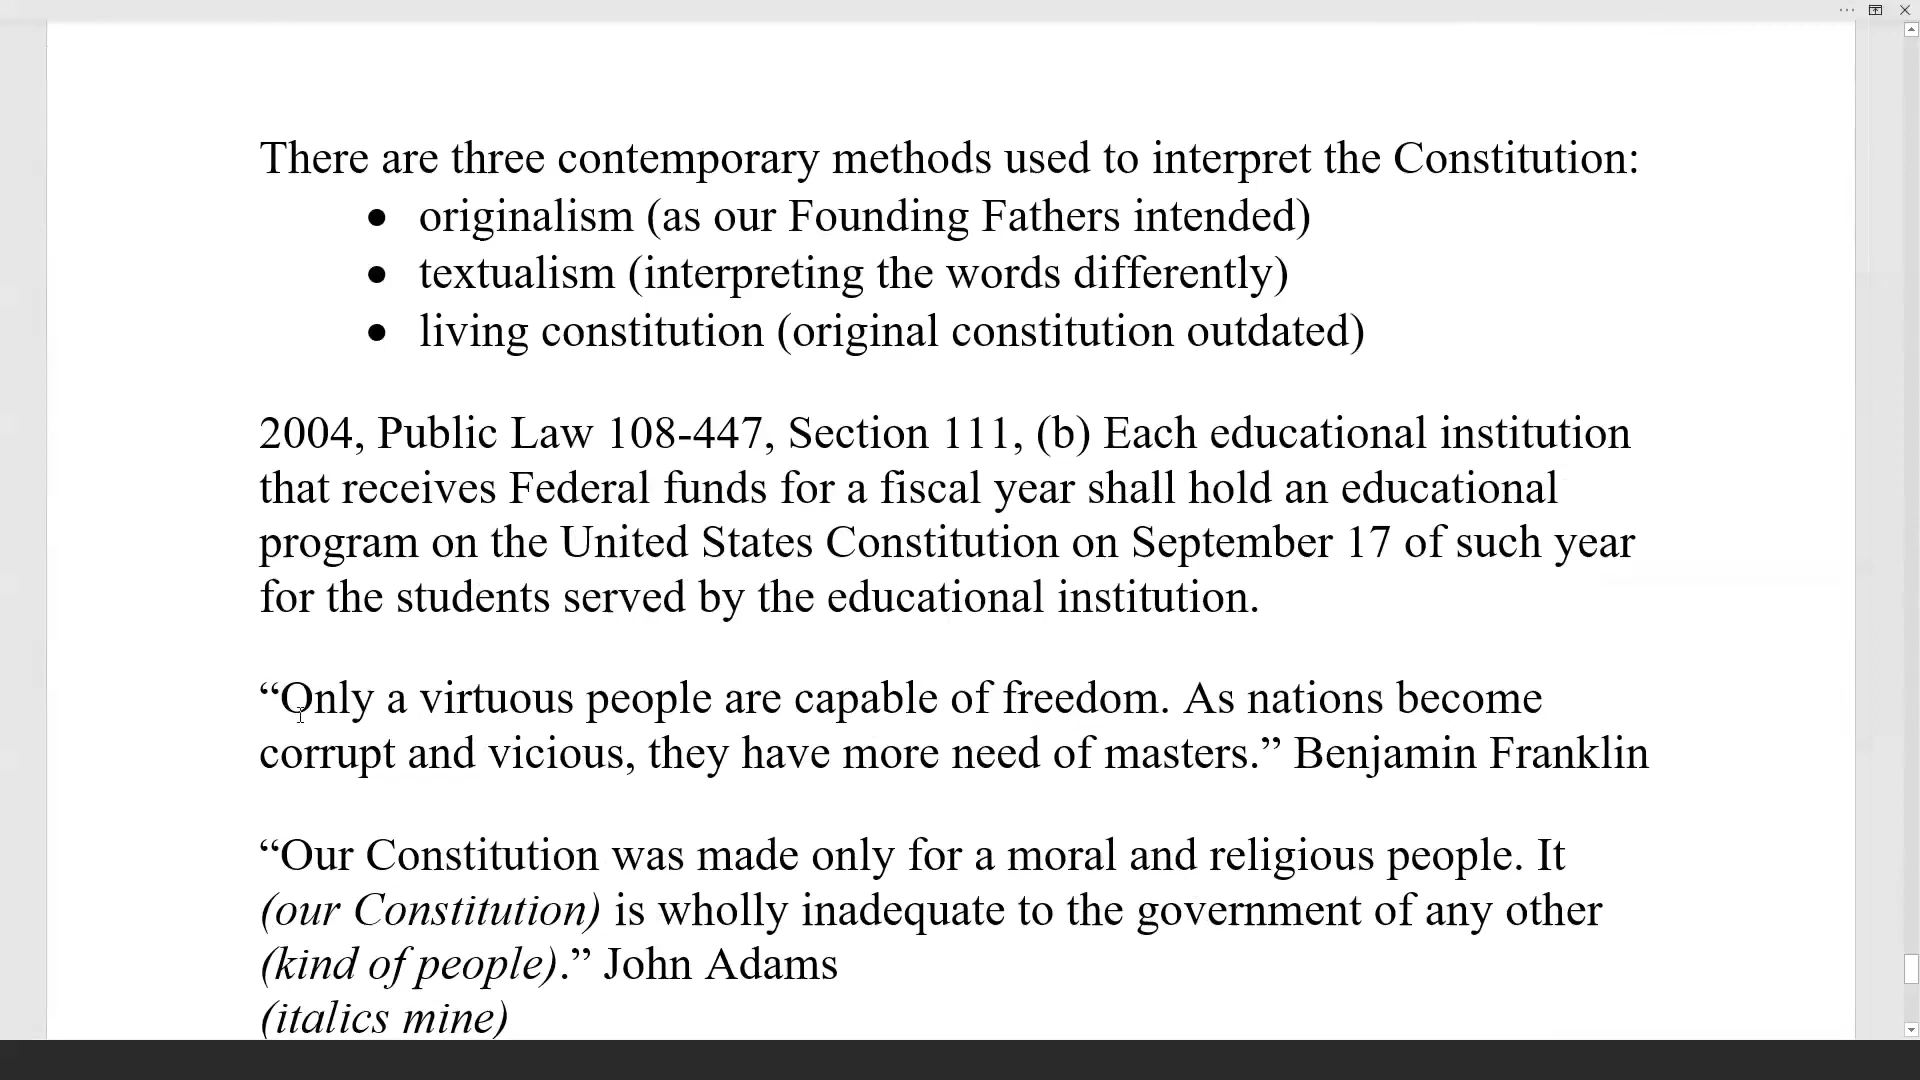 There are three contemporary methods used to interpret the Constitution:
• originalism (as our Founding Fathers intended)
• textualism (interpreting the words differently)
• living constitution (original constitution outdated)
2004, Public Law 108-447, Section 111, (b) Each educational institution
that receives Federal funds for a fiscal year shall hold an educational
program on the United States Constitution on September 17 of such year
for the students served by the educational institution.
“Only a virtuous people are capable of freedom. As nations become
corrupt and vicious, they have more need of masters.” Benjamin Franklin
“Our Constitution was made only for a moral and religious people. It
(our Constitution) is wholly inadequate to the government of any other
(kind of people).” John Adams
(italics mine)